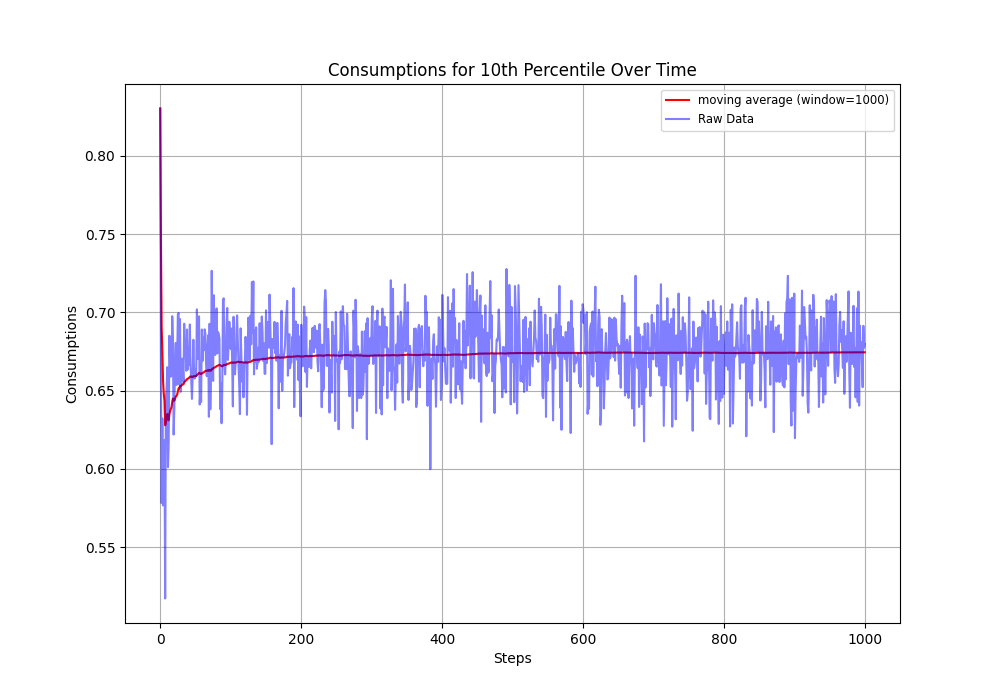 Consumptions for 10th Percentile Over Time
moving average (window=1000)
Raw Data
Consumptions
0.80
0.75
0.70
0.65
0.60
0.55
0
200
400
600
800
1000
Steps